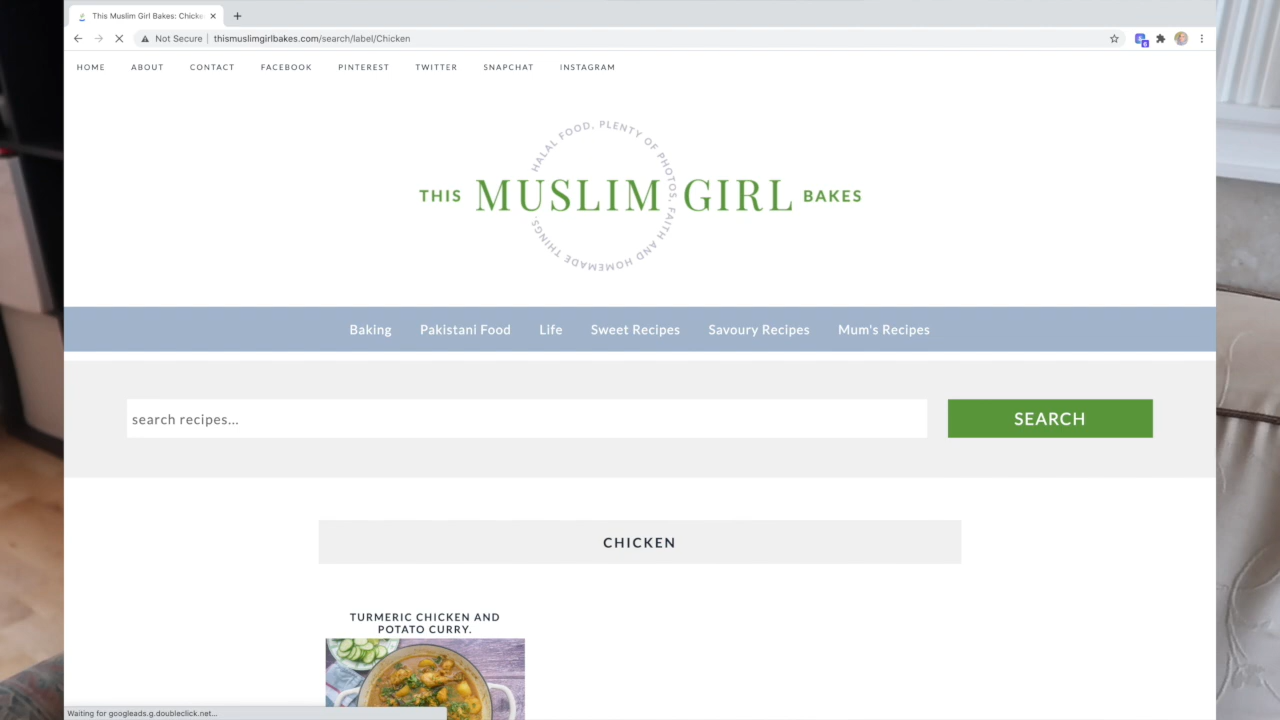 This Muslim Girl Bakes: Chicke
Not Secure
thismuslimgirlbakes.com/search/label/Chicken
HOME
ABOUT
CONTACT
FACEBOOK
PINTEREST
TWITTER
SNAPCHAT
INSTAGRAM
HALAL FOOD, PLENTY OF PHOTOS, FAITH AND HOMEMADE THINGS.
THIS MUSLIM GIRL BAKES
Baking
Pakistani Food
Life
Sweet Recipes
Savoury Recipes
Mum's Recipes
search recipes...
SEARCH
CHICKEN
TURMERIC CHICKEN AND
POTATO CURRY.
Waiting for googleads.g.doubleclick.net...